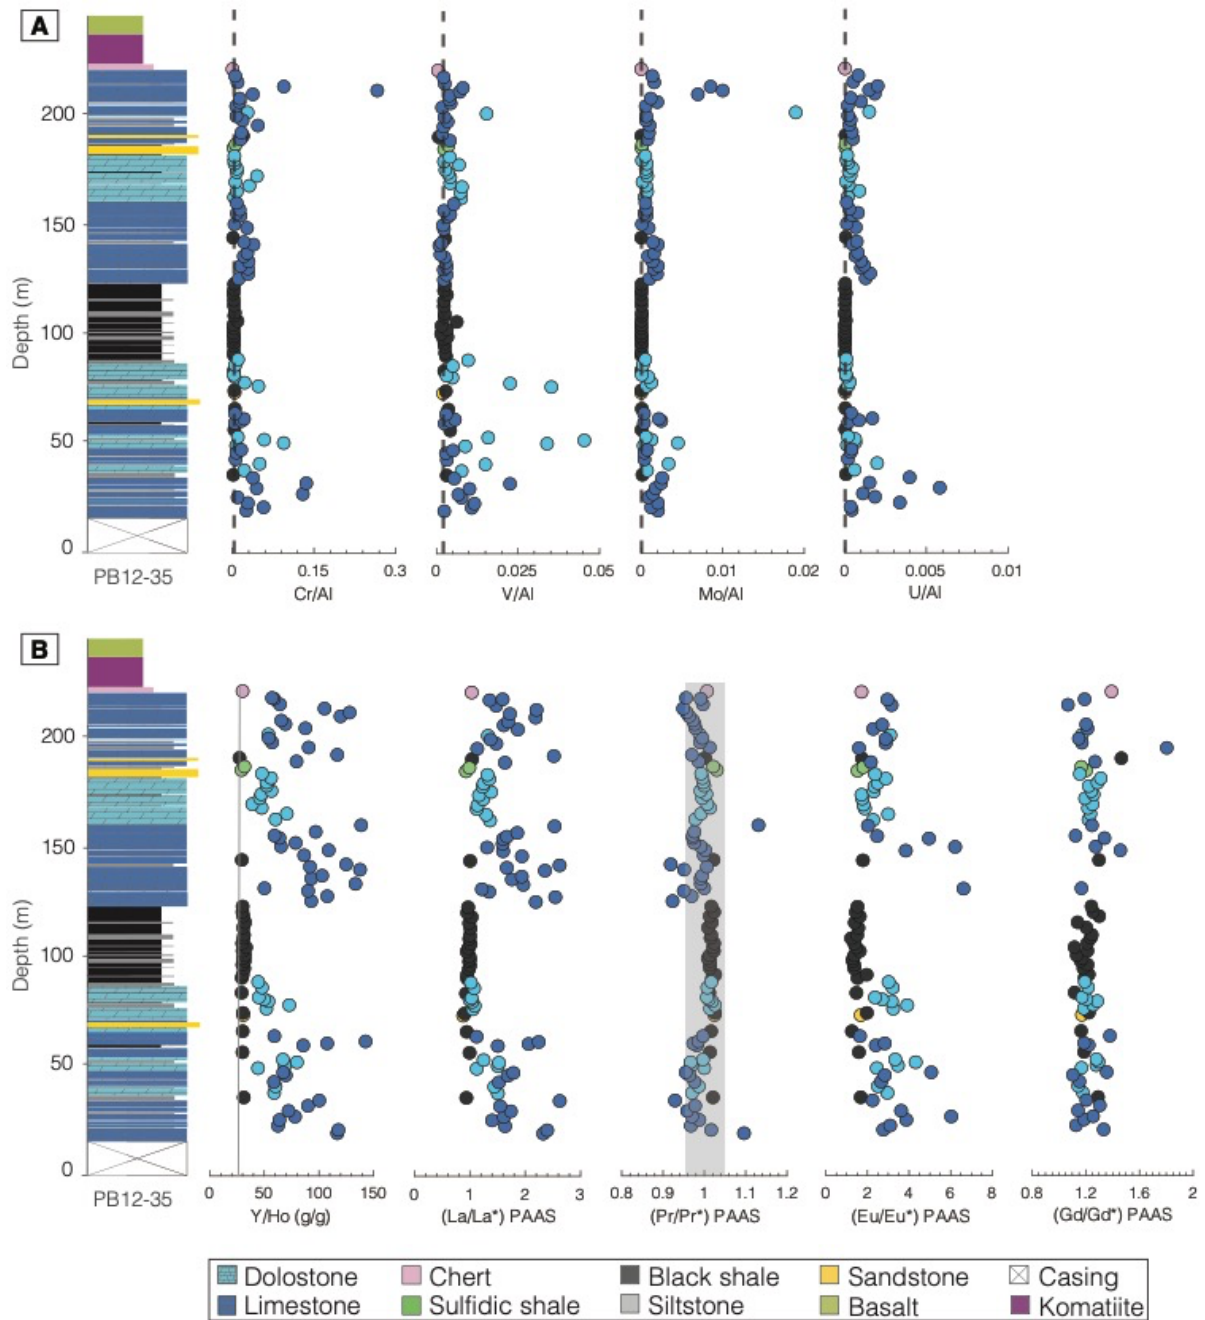 A
Depth (m)
200
150
100
50
0
PB12-35
0 0.15 0.3
Cr/Al
0 0.025 0.05
V/Al
0 0.01 0.02
Mo/Al
0 0.005 0.01
U/Al
B
Depth (m)
200
150
100
50
0
PB12-35
0 50 100 150
Y/Ho (g/g)
0 1 2 3
(La/La*) PAAS
0.8 0.9 1 1.1 1.2
(Pr/Pr*) PAAS
0 2 4 6 8
(Eu/Eu*) PAAS
0.8 1.2 1.6 2
(Gd/Gd*) PAAS
Dolostone Chert Black shale Sandstone Casing
Limestone Sulfidic shale Siltstone Basalt Komatiite